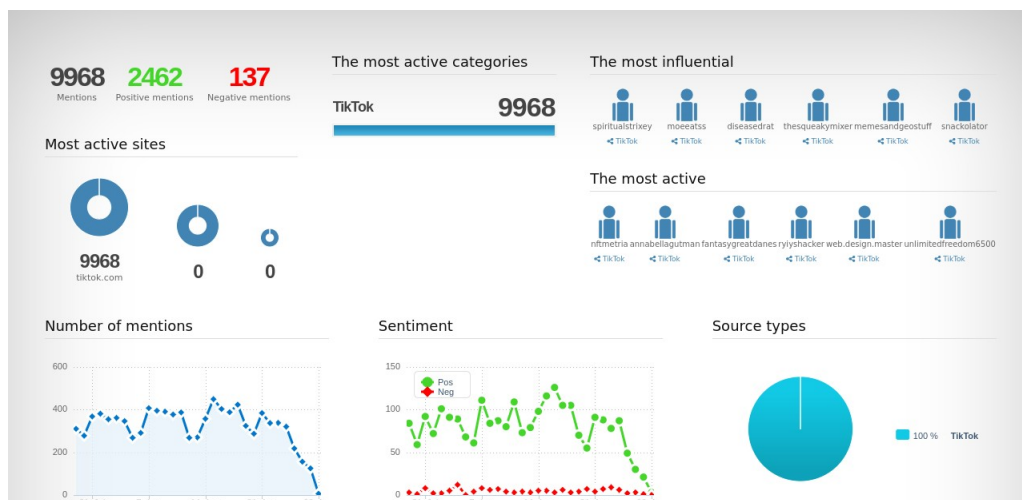 9968 2462 137
Mentions Positive mentions Negative mentions
The most active categories
TikTok 9968
The most influential
spiritualstrixey moeeatss diseasedrat thesqueakymixer memesandgeostuff snackolator
TikTok TikTok TikTok TikTok TikTok TikTok
Most active sites
9968 0 0
tiktok.com
The most active
nftmetria annabellagutman fantasygreatdanes ryiyshacker web.design.master unlimitedfreedom6500
TikTok TikTok TikTok TikTok TikTok TikTok
Number of mentions
600
400
200
0
Sentiment
150
100
50
0
Pos
Neg
Source types
100 % TikTok